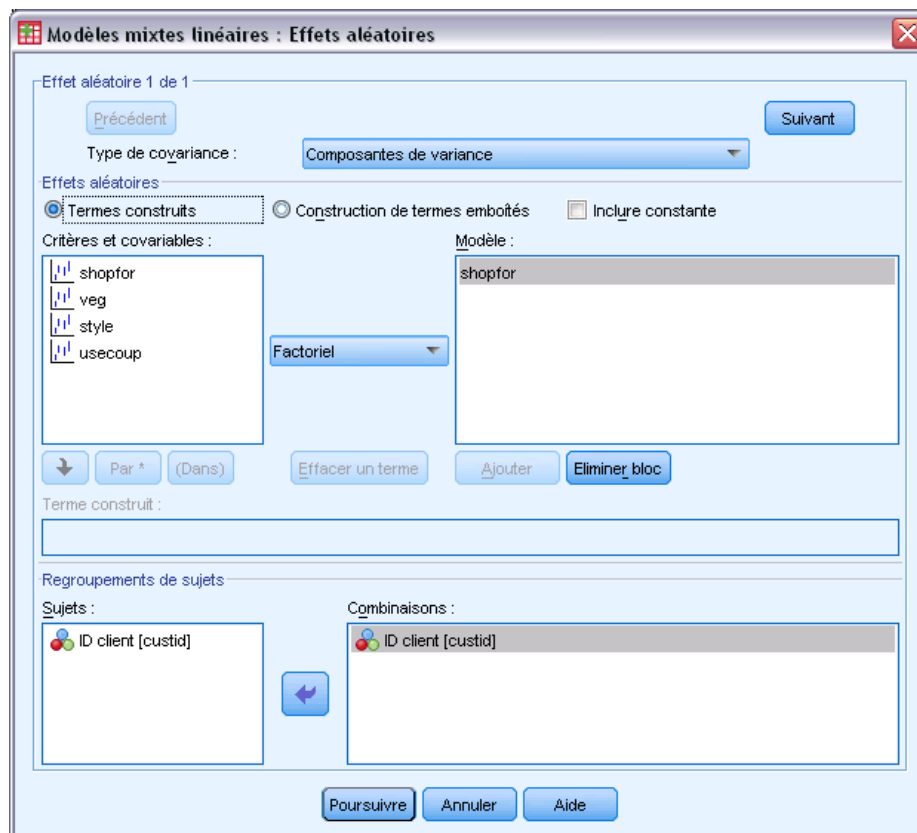 Modèles mixtes linéaires : Effets aléatoires
Effet aléatoire 1 de 1
Précédent
Suivant
Type de covariance :
Composantes de variance
Effets aléatoires
Termes construits
Construction de termes emboîtés
Inclure constante
Critères et covariables :
Modèle :
shopfor
veg
style
usecoup
Factoriel
shopfor
Par *
(Dans)
Effacer un terme
Ajouter
Eliminer bloc
Terme construit :
Regroupements de sujets
Sujets :
Combinaisons :
ID client [custid]
ID client [custid]
Poursuivre
Annuler
Aide